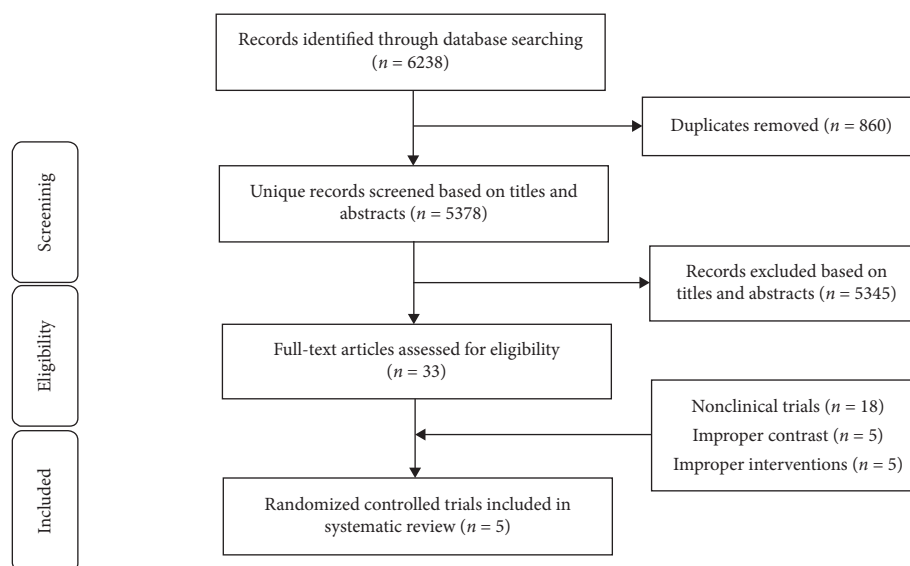 Records identified through database searching
(n = 6238)
Duplicates removed (n = 860)
Screeninig
Unique records screened based on titles and
abstracts (n = 5378)
Records excluded based on
titles and abstracts (n = 5345)
Eligibility
Full-text articles assessed for eligibility
(n = 33)
Nonclinical trials (n = 18)
Improper contrast (n = 5)
Improper interventions (n = 5)
Included
Randomized controlled trials included in
systematic review (n = 5)